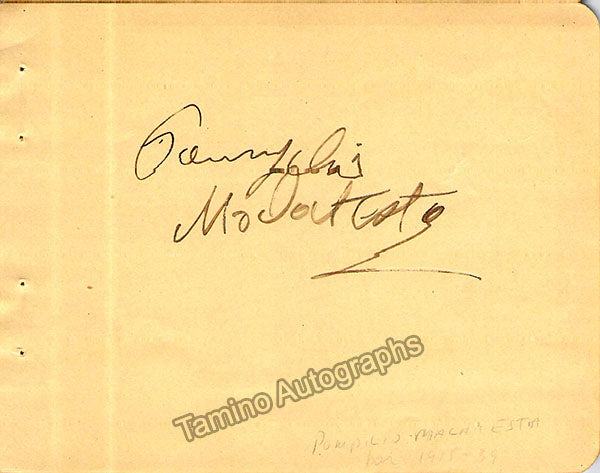 Pompilio
Malatesta
Tamino Autographs
POMPILIO MALATESTA
1915-39